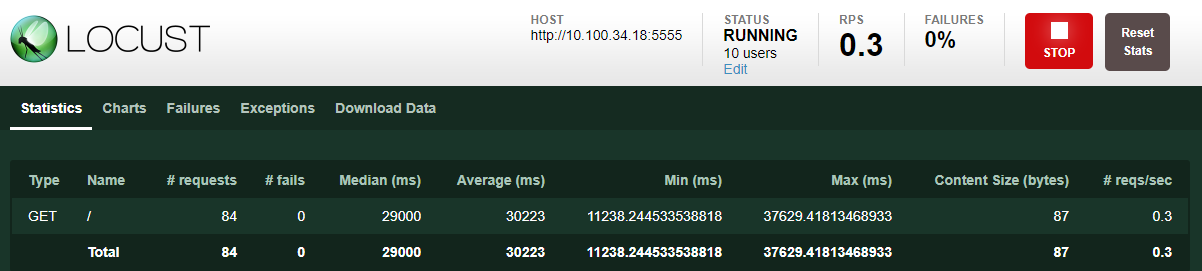 LOCUST
HOST
http://10.100.34.18:5555
STATUS
RUNNING
10 users
Edit
RPS
0.3
FAILURES
0%
STOP
Reset
Stats
Statistics Charts Failures Exceptions Download Data
Type Name # requests # fails Median (ms) Average (ms) Min (ms) Max (ms) Content Size (bytes) # reqs/sec
GET / 84 0 29000 30223 11238.244533538818 37629.41813468933 87 0.3
Total 84 0 29000 30223 11238.244533538818 37629.41813468933 87 0.3